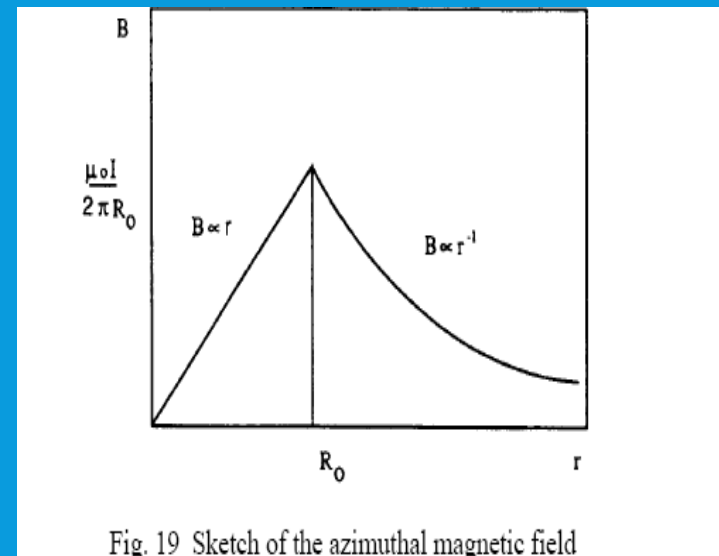 B
μ₀I
2πR₀
B∝r
B∝r⁻¹
R₀
r
Fig. 19 Sketch of the azimuthal magnetic field